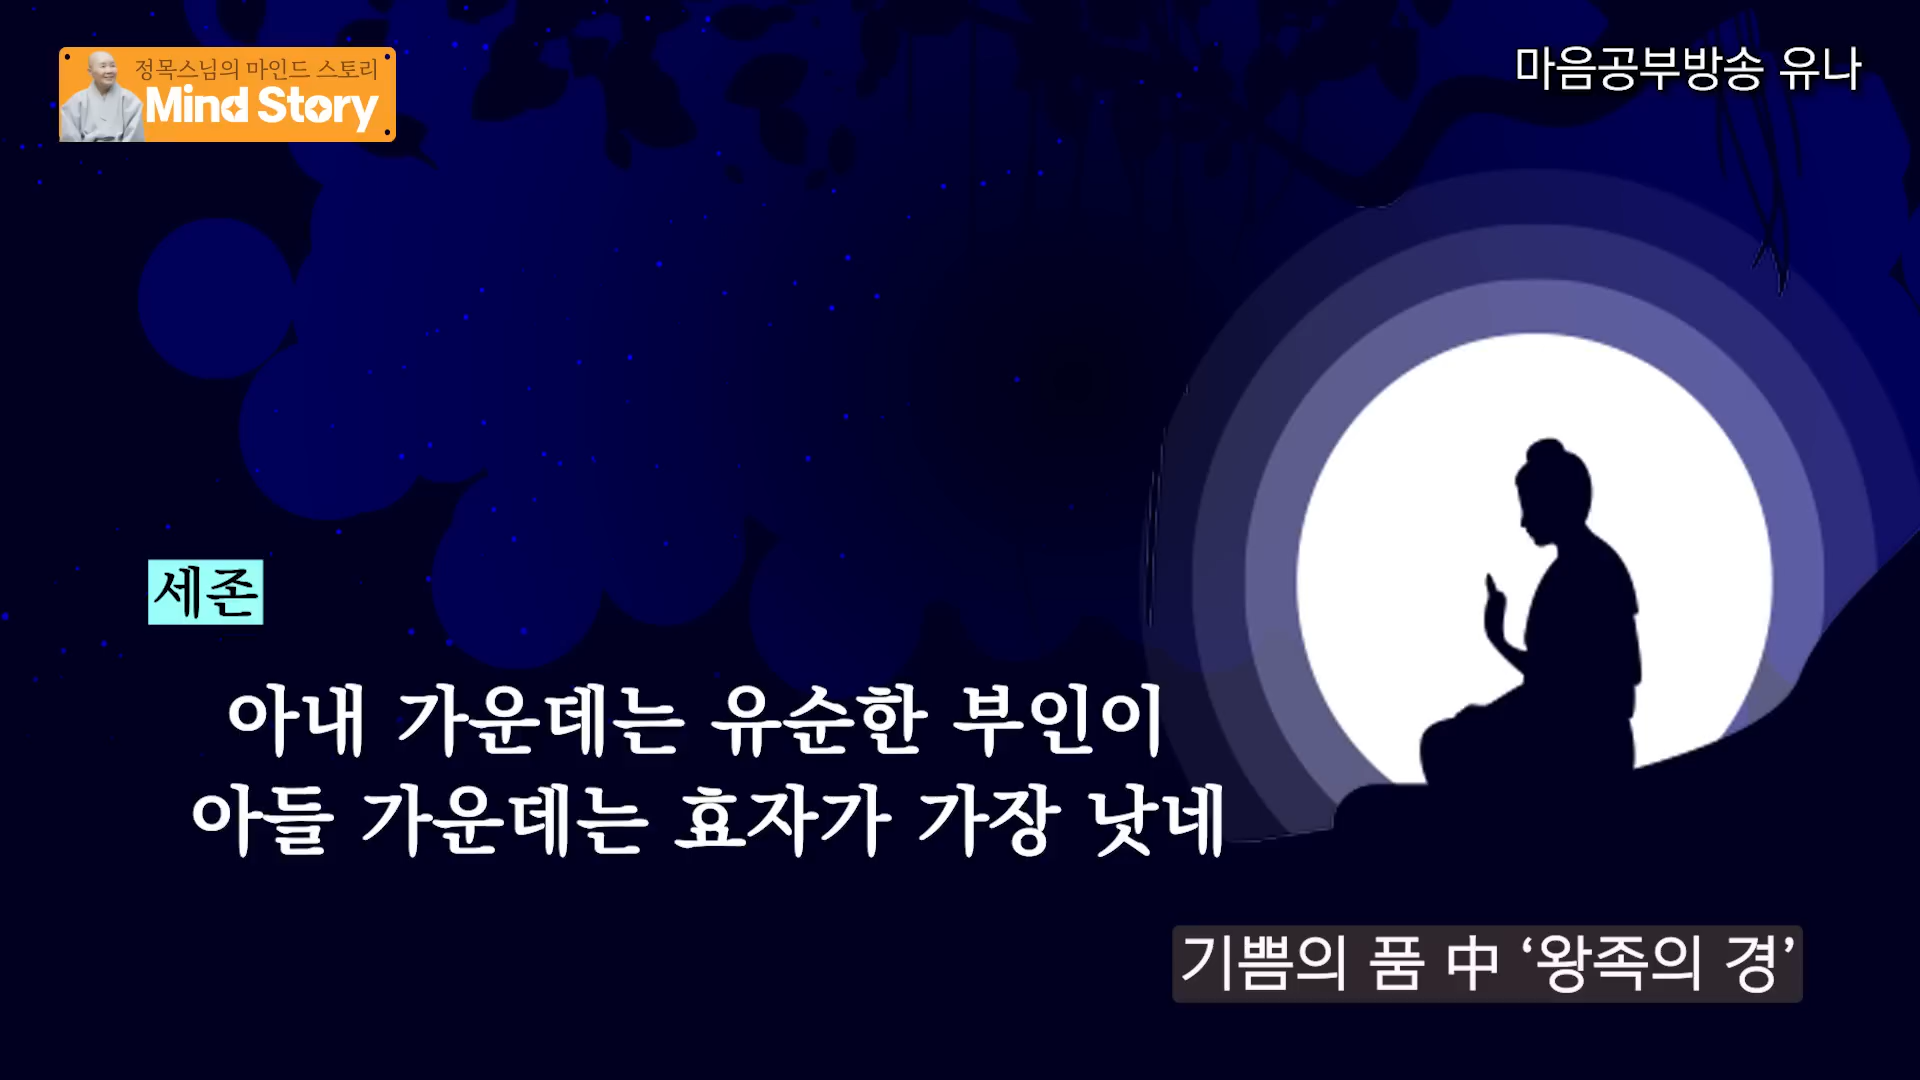 정목스님의 마인드 스토리
Mind Story
마음공부방송 유나
세존
아내 가운데는 유순한 부인이
아들 가운데는 효자가 가장 낫네
기쁨의 품 中 ‘왕족의 경’